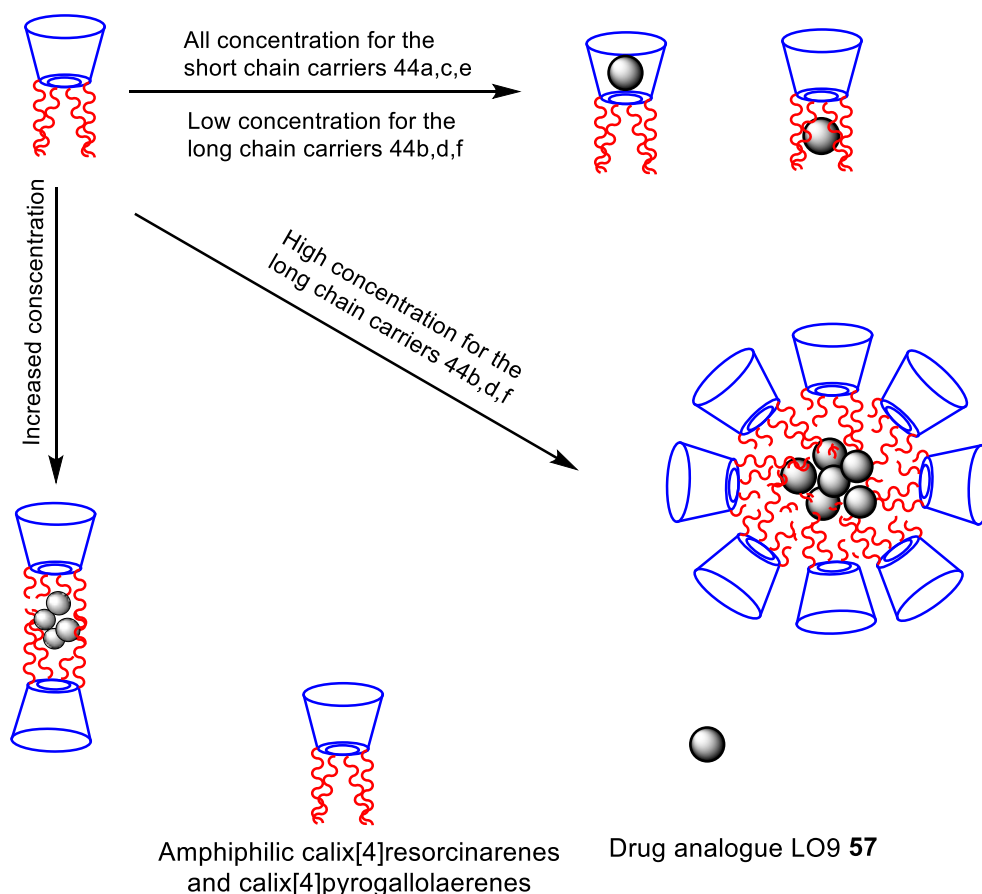 All concentration for the
short chain carriers 44a,c,e
Low concentration for the
long chain carriers 44b,d,f
Increased conscentration
High concentration for the
long chain carriers 44b,d,f
Amphiphilic calix[4]resorcinarenes
and calix[4]pyrogallolaerenes
Drug analogue LO9 57